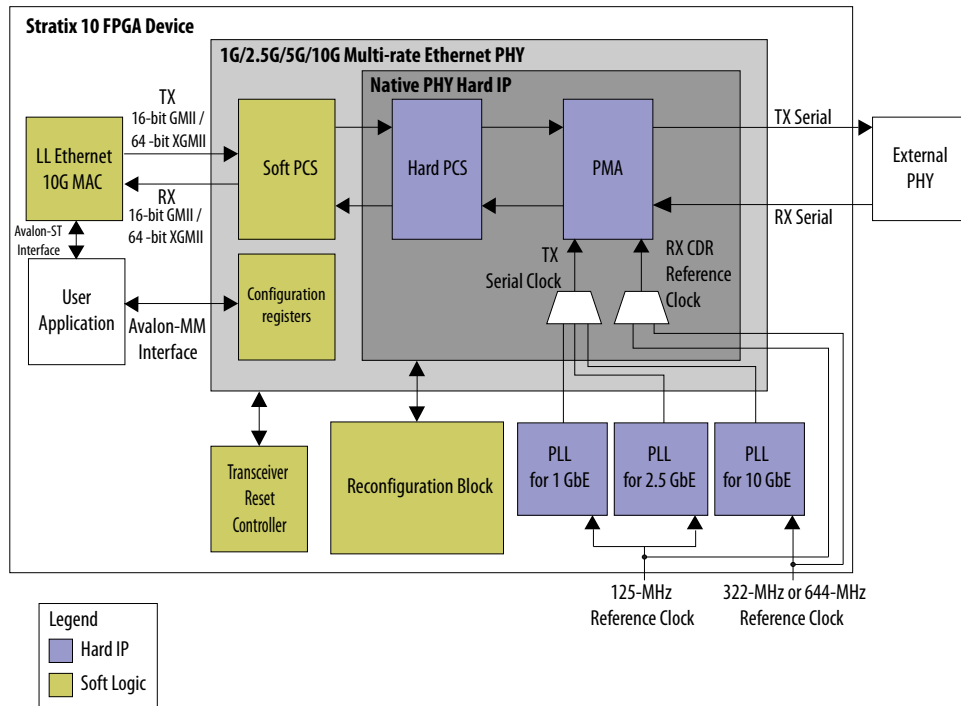 Stratix 10 FPGA Device
1G/2.5G/5G/10G Multi-rate Ethernet PHY
Native PHY Hard IP
TX
16-bit GMII /
64 -bit XGMII
LL Ethernet
10G MAC
RX
16-bit GMII /
64 -bit XGMII
Soft PCS
Hard PCS
PMA
TX Serial
RX Serial
External
PHY
Avalon-ST
Interface
User
Application
Avalon-MM
Interface
Configuration
registers
TX
Serial Clock
RX CDR
Reference
Clock
Transceiver
Reset
Controller
Reconfiguration Block
PLL
for 1 GbE
PLL
for 2.5 GbE
PLL
for 10 GbE
125-MHz
Reference Clock
322-MHz or 644-MHz
Reference Clock
Legend
Hard IP
Soft Logic